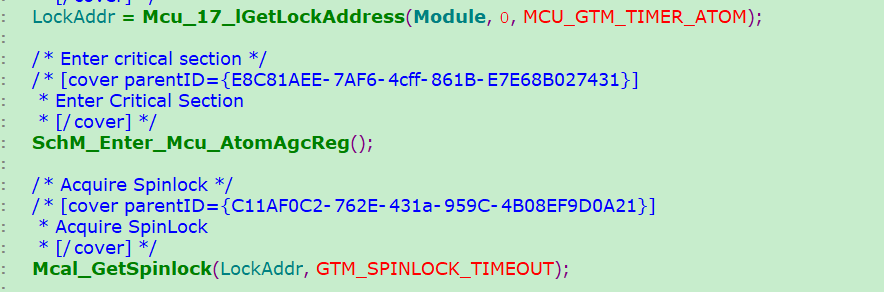 /* [/cover] */
LockAddr = Mcu_17_lGetLockAddress(Module, 0, MCU_GTM_TIMER_ATOM);
/* Enter critical section */
/* [cover parentID={E8C81AEE-7AF6-4cff-861B-E7E68B027431}]
* Enter Critical Section
* [/cover] */
SchM_Enter_Mcu_AtomAgcReg();
/* Acquire Spinlock */
/* [cover parentID={C11AF0C2-762E-431a-959C-4B08EF9D0A21}]
* Acquire SpinLock
* [/cover] */
Mcal_GetSpinlock(LockAddr, GTM_SPINLOCK_TIMEOUT);